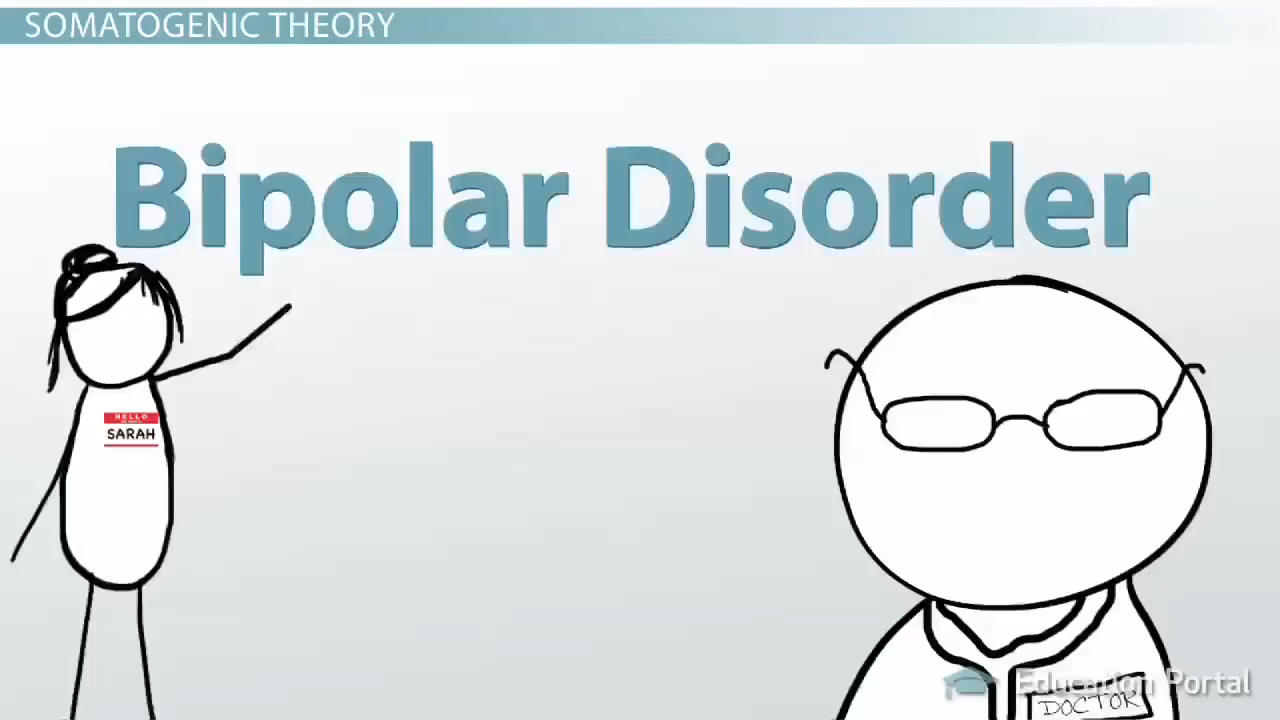 SOMATOGENIC THEORY
Bipolar Disorder
HELLO
SARAH
Education Portal
DOCTOR